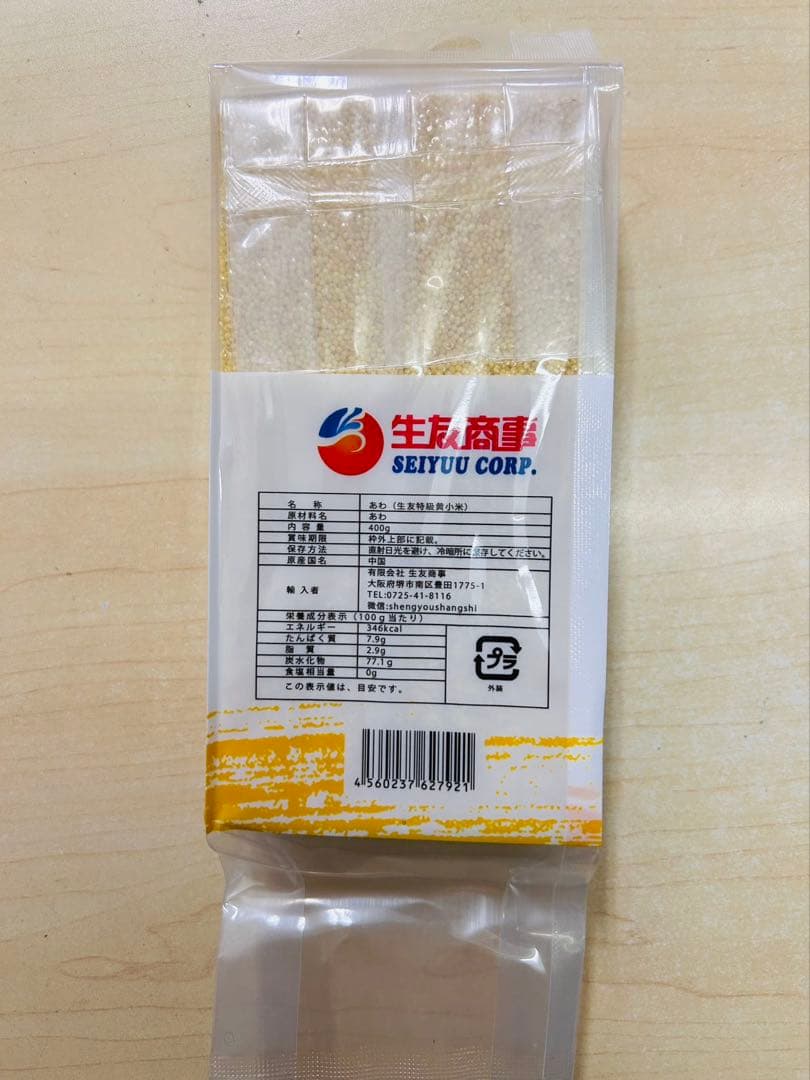 生友商事
SEIYUU CORP.
名 称 あわ（生友特級黄小米）
原材料名 あわ
内容量 400g
賞味期限 枠外上部に記載。
保存方法 直射日光を避け、冷暗所に保存してください。
原産国名 中国
輸入者 有限会社 生友商事
大阪府堺市南区豊田1775-1
TEL:0725-41-8116
微信:shengyoushangshi
栄養成分表示（100g当たり）
エネルギー 346kcal
たんぱく質 7.9g
脂 質 2.9g
炭水化物 77.1g
食塩相当量 0g
この表示値は、目安です。
プラ
外装
4560237627921